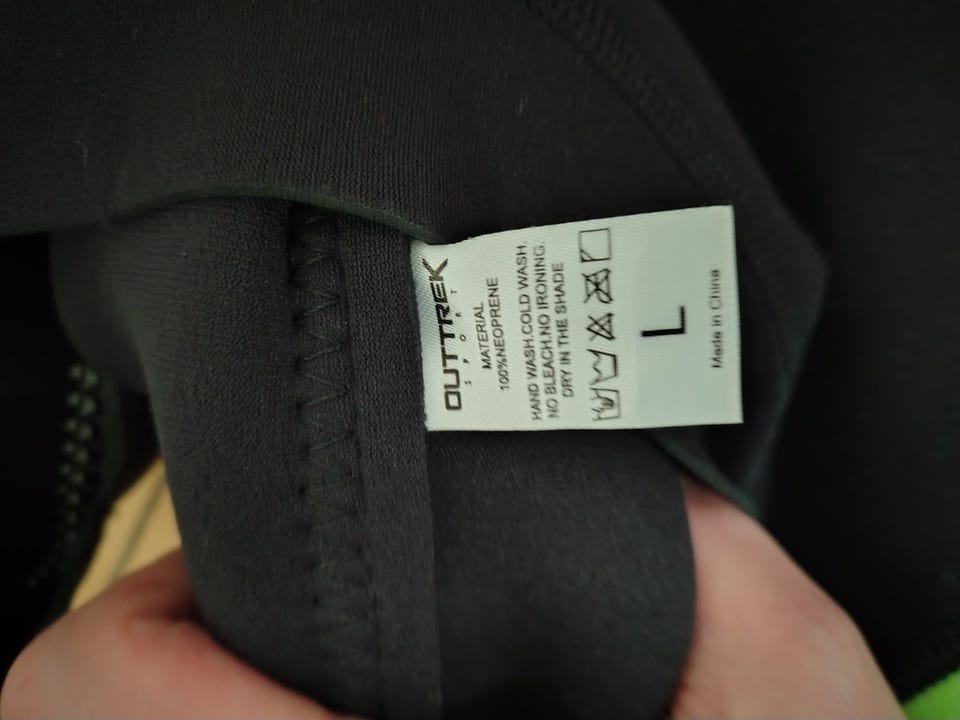 OUTTREK
SPORT
MATERIAL
100%NEOPRENE
HAND WASH.COLD WASH.
NO BLEACH.NO IRONING.
DRY IN THE SHADE
L
Made in China